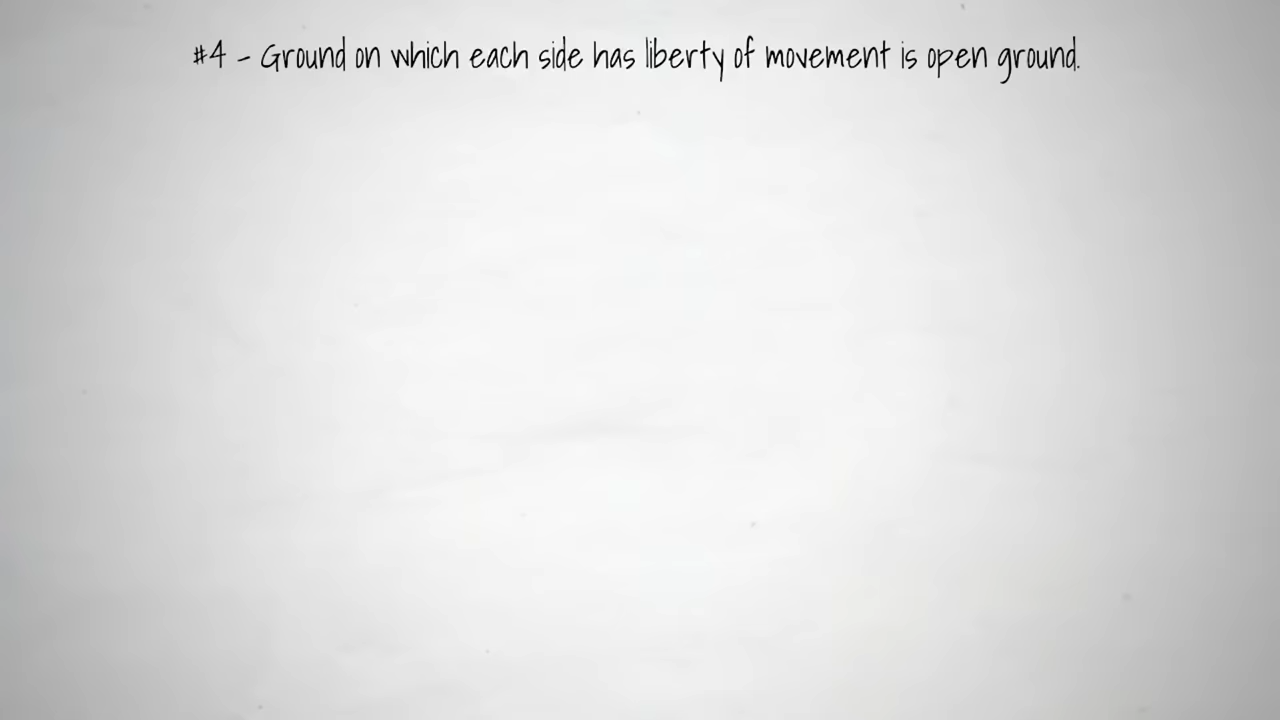 #4 - Ground on which each side has liberty of movement is open ground.